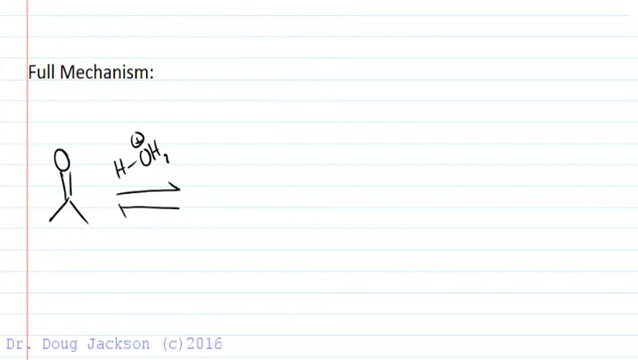 Full Mechanism:
⊕
H-OH₂
O
Dr. Doug Jackson (c)2016